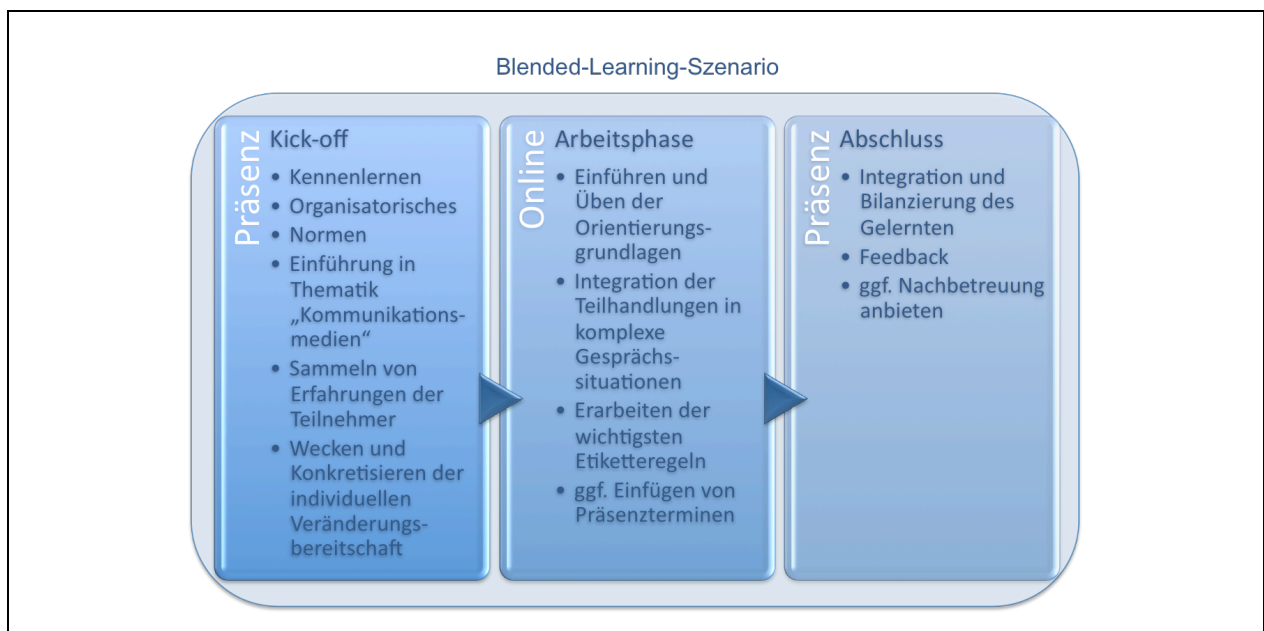 Blended-Learning-Szenario
Präsenz
Kick-off
• Kennenlernen
• Organisatorisches
• Normen
• Einführung in
Thematik
„Kommunikations-
medien“
• Sammeln von
Erfahrungen der
Teilnehmer
• Wecken und
Konkretisieren der
individuellen
Veränderungs-
bereitschaft
Online
Arbeitsphase
• Einführen und
Üben der
Orientierungs-
grundlagen
• Integration der
Teilhandlungen in
komplexe
Gesprächs-
situationen
• Erarbeiten der
wichtigsten
Etiketteregeln
• ggf. Einfügen von
Präsenzterminen
Präsenz
Abschluss
• Integration und
Bilanzierung des
Gelernten
• Feedback
• ggf. Nachbetreuung
anbieten